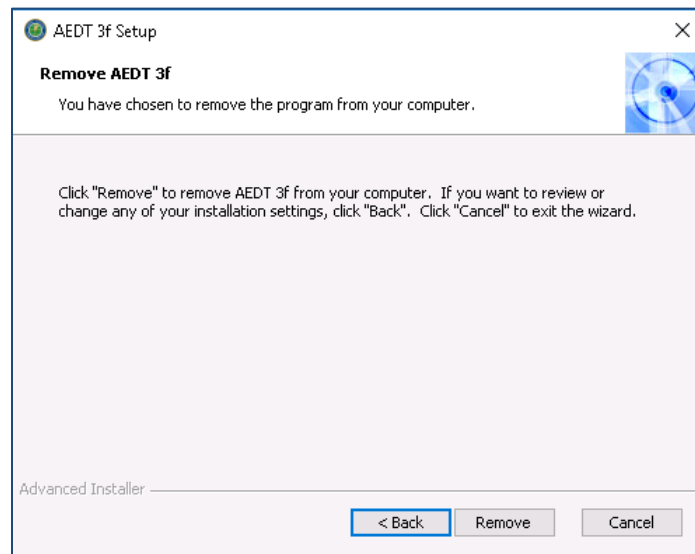 AEDT 3f Setup
Remove AEDT 3f
You have chosen to remove the program from your computer.
Click "Remove" to remove AEDT 3f from your computer.  If you want to review or
change any of your installation settings, click "Back".  Click "Cancel" to exit the wizard.
Advanced Installer
< Back Remove Cancel